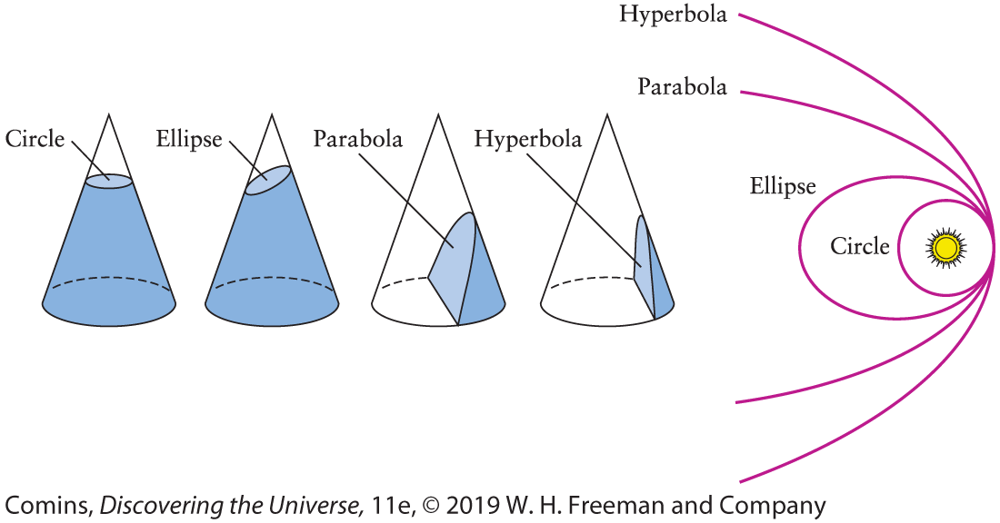 Hyperbola
Parabola
Circle
Ellipse
Parabola
Hyperbola
Ellipse
Circle
Comins, Discovering the Universe, 11e, © 2019 W. H. Freeman and Company